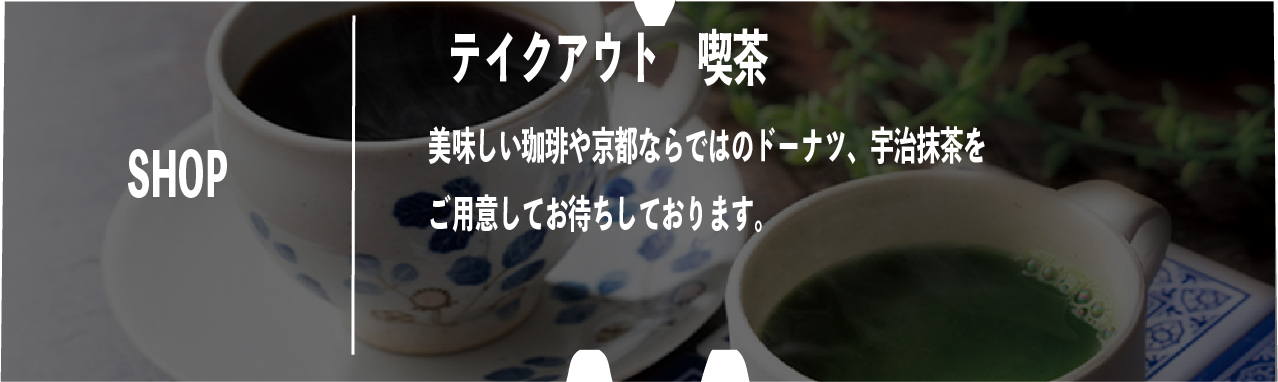 SHOP
テイクアウト　喫茶
美味しい珈琲や京都ならではのドーナツ、宇治抹茶を
ご用意してお待ちしております。